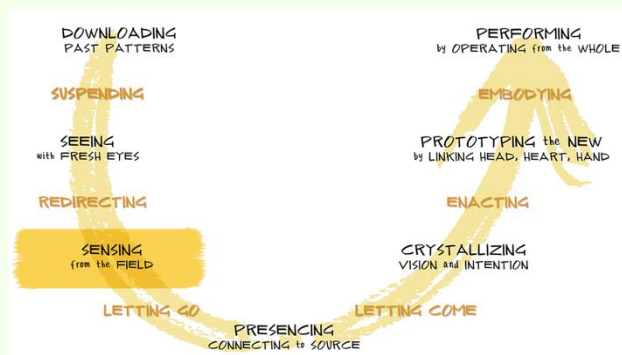 DOWNLOADING
PAST PATTERNS
SUSPENDING
SEEING
with FRESH EYES
REDIRECTING
SENSING
from the FIELD
LETTING GO
PRESENCING
CONNECTING to SOURCE
LETTING COME
CRYSTALLIZING
VISION and INTENTION
ENACTING
PROTOTYPING the NEW
by LINKING HEAD, HEART, HAND
EMBODYING
PERFORMING
by OPERATING from the WHOLE